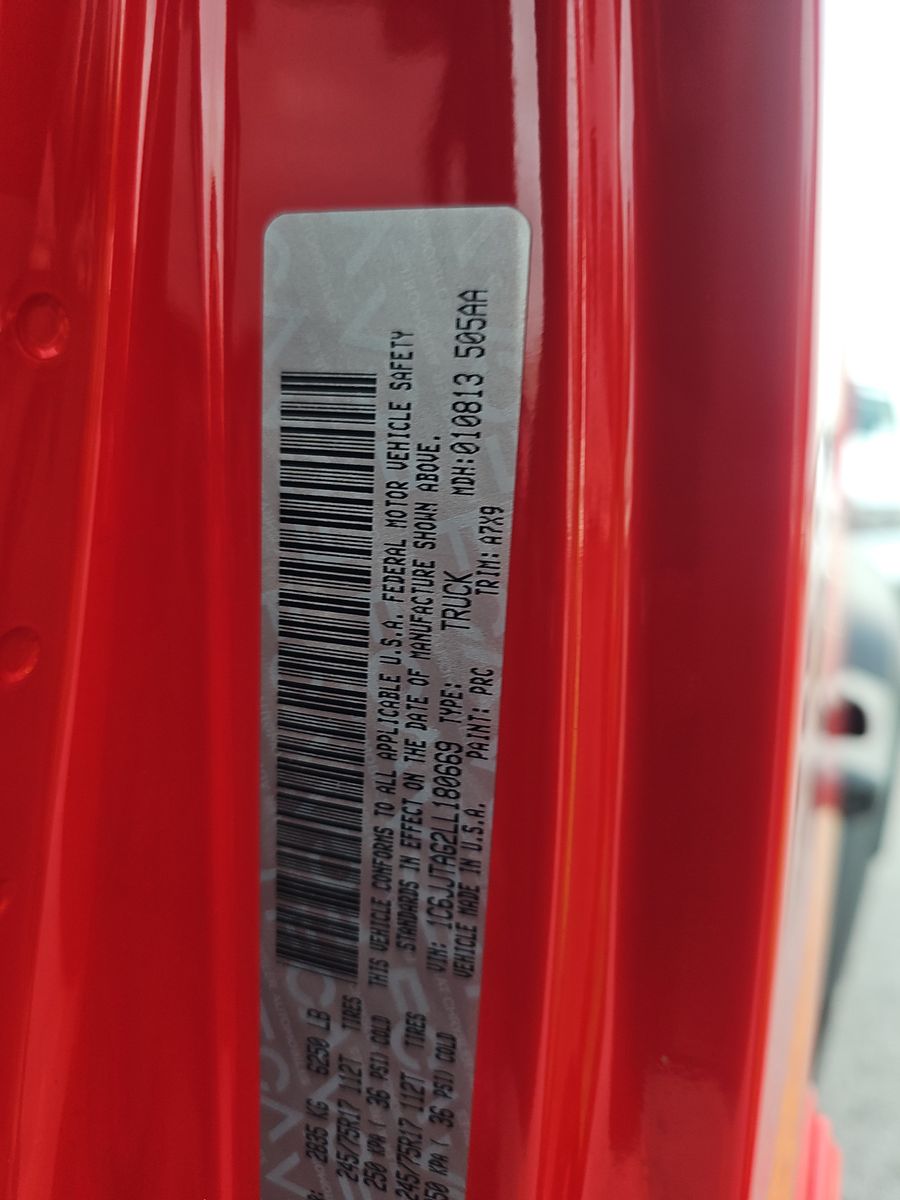 2835 KG 6250 LB
245/75R17 112T TIRES
250 KPA ( 36 PSI) COLD
245/75R17 112T TIRES
50 KPA ( 36 PSI) COLD
THIS VEHICLE CONFORMS TO ALL APPLICABLE U.S.A. FEDERAL MOTOR VEHICLE SAFETY
STANDARDS IN EFFECT ON THE DATE OF MANUFACTURE SHOWN ABOVE.
VIN: 1C6JJTAG2LL180669 TYPE: TRUCK MDH:010813 505AA
VEHICLE MADE IN U.S.A. PAINT: PRC TRIM: A7X9